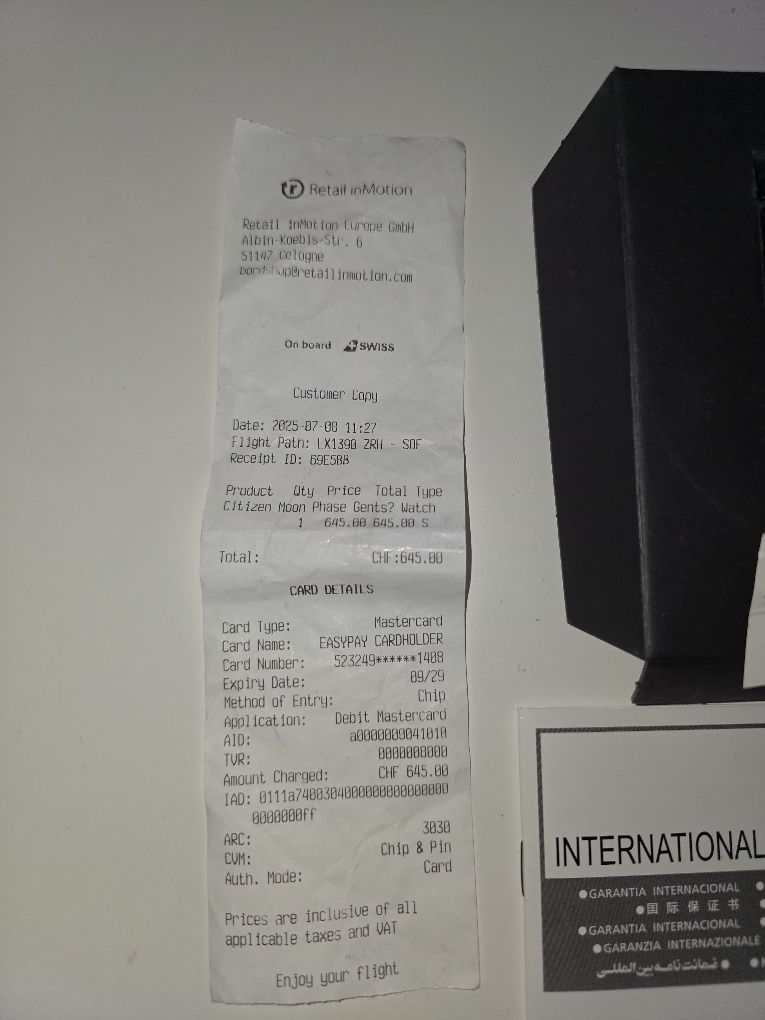 Retail inMotion
Retail inMotion Europe GmbH
Albin-Koebis-Str. 6
51147 Cologne
bordshop@retailinmotion.com
On board SWISS
Customer Copy
Date: 2025-07-08 11:27
Flight Path: LX1390 ZRH - SOF
Receipt ID: 69E5BB
Product Qty Price Total Type
Citizen Moon Phase Gents? Watch
1 645.00 645.00 S
Total: CHF:645.00
CARD DETAILS
Card Type: Mastercard
Card Name: EASYPAY CARDHOLDER
Card Number: 523249******1408
Expiry Date: 09/29
Method of Entry: Chip
Application: Debit Mastercard
AID: a0000000041010
TVR: 0000008000
Amount Charged: CHF 645.00
IAD: 0111a74003040000000000000000
0000000ff
ARC: 3030
CVM: Chip & Pin
Auth. Mode: Card
Prices are inclusive of all
applicable taxes and VAT
Enjoy your flight
INTERNATIONAL
●GARANTIA INTERNACIONAL ●
●国际保证书
●GARANTIA INTERNACIONAL ●
●GARANZIA INTERNAZIONALE
● ضمانت‌نامه بین‌المللی ●